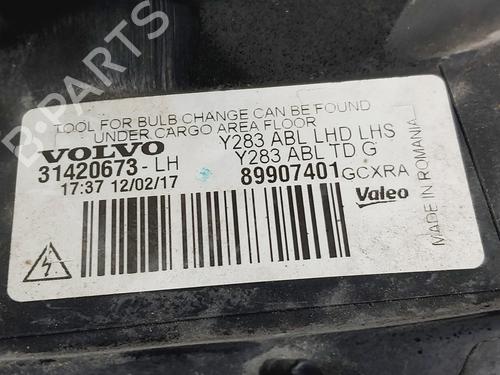 B-PARTS
TOOL FOR BULB CHANGE CAN BE FOUND
UNDER CARGO AREA FLOOR
VOLVO
Y283 ABL LHD LHS
31420673-LH
Y283 ABL TD G
17:37 12/02/17
89907401 GCXRA
Valeo
MADE IN ROMANIA